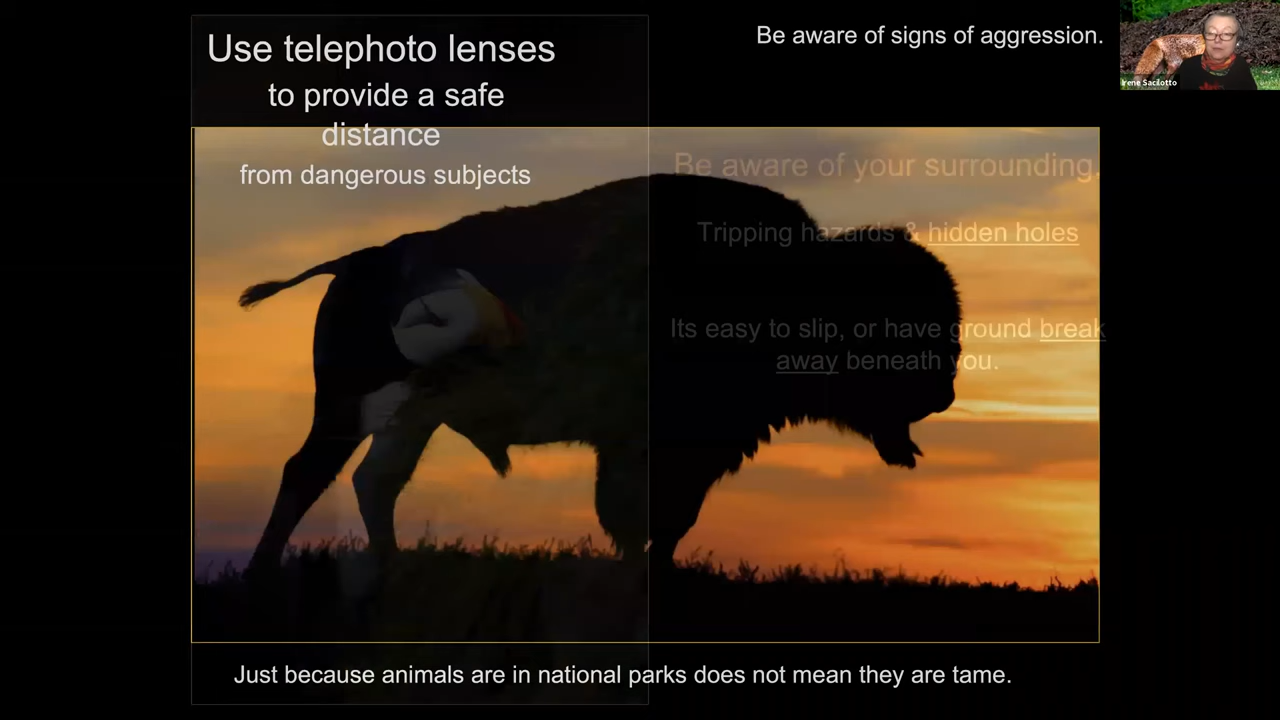 Use telephoto lenses
to provide a safe
distance
from dangerous subjects
Be aware of signs of aggression.
Irene Sacilotto
Be aware of your surrounding.
Tripping hazards & hidden holes
Its easy to slip, or have ground break
away beneath you.
Just because animals are in national parks does not mean they are tame.